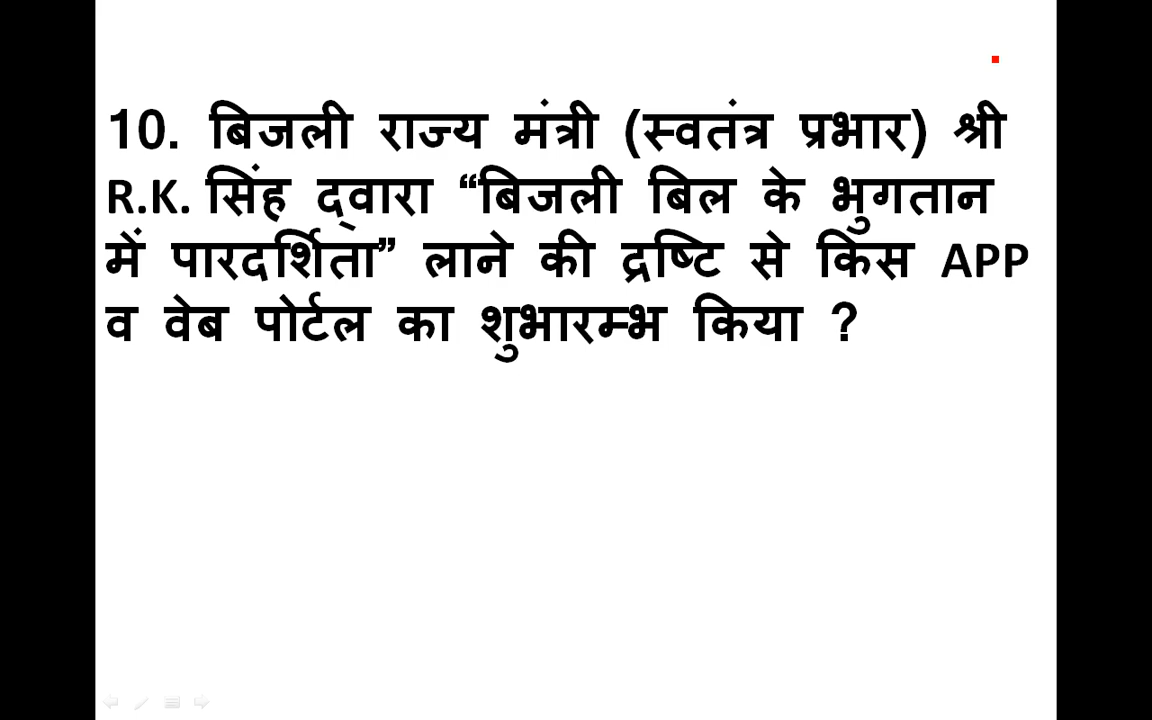 10. बिजली राज्य मंत्री (स्वतंत्र प्रभार) श्री
R.K. सिंह द्वारा “बिजली बिल के भुगतान
में पारदर्शिता” लाने की द्रष्टि से किस APP
व वेब पोर्टल का शुभारम्भ किया ?